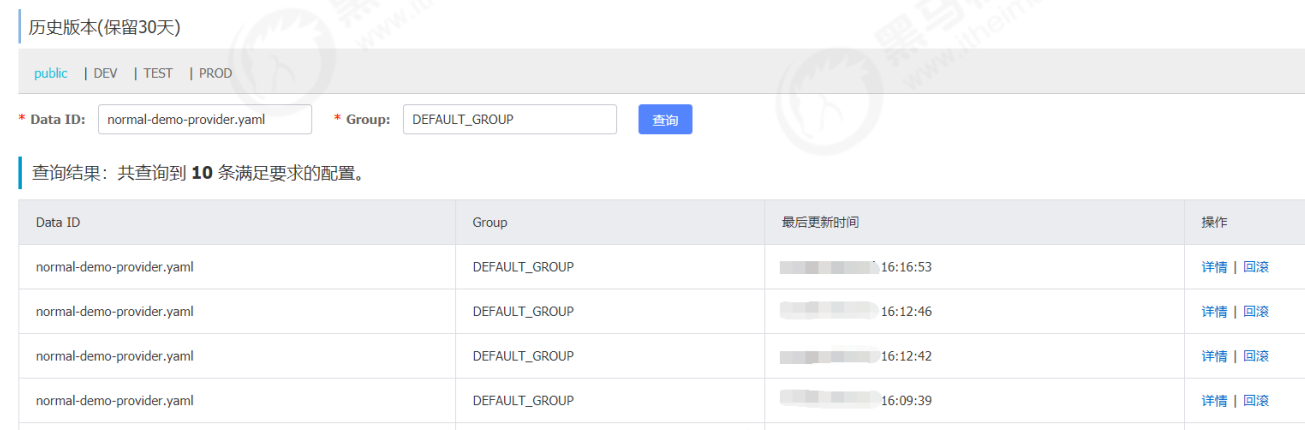 历史版本(保留30天)
public | DEV | TEST | PROD
* Data ID: normal-demo-provider.yaml * Group: DEFAULT_GROUP 查询
查询结果：共查询到 10 条满足要求的配置。
Data ID Group 最后更新时间 操作
normal-demo-provider.yaml DEFAULT_GROUP 16:16:53 详情 | 回滚
normal-demo-provider.yaml DEFAULT_GROUP 16:12:46 详情 | 回滚
normal-demo-provider.yaml DEFAULT_GROUP 16:12:42 详情 | 回滚
normal-demo-provider.yaml DEFAULT_GROUP 16:09:39 详情 | 回滚